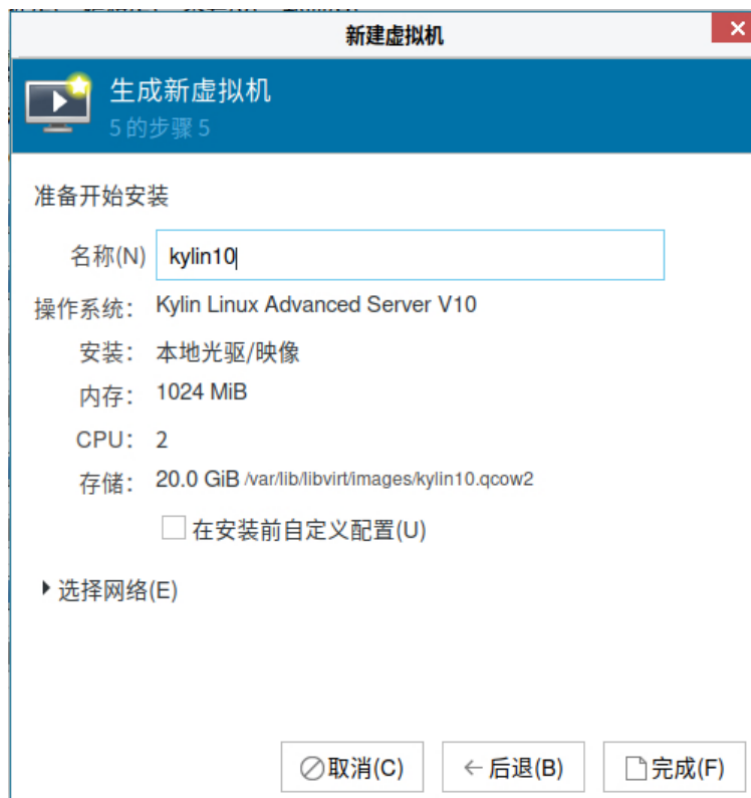 新建虚拟机
生成新虚拟机
5 的步骤 5
准备开始安装
名称(N) kylin10
操作系统： Kylin Linux Advanced Server V10
安装： 本地光驱/映像
内存： 1024 MiB
CPU： 2
存储： 20.0 GiB /var/lib/libvirt/images/kylin10.qcow2
在安装前自定义配置(U)
选择网络(E)
取消(C) 后退(B) 完成(F)